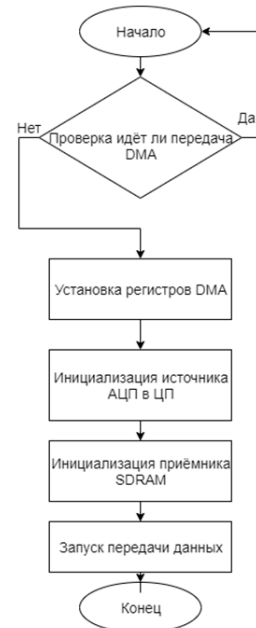 Начало
Нет
Да
Проверка идёт ли передача
DMA
Установка регистров DMA
Инициализация источника
АЦП в ЦП
Инициализация приёмника
SDRAM
Запуск передачи данных
Конец